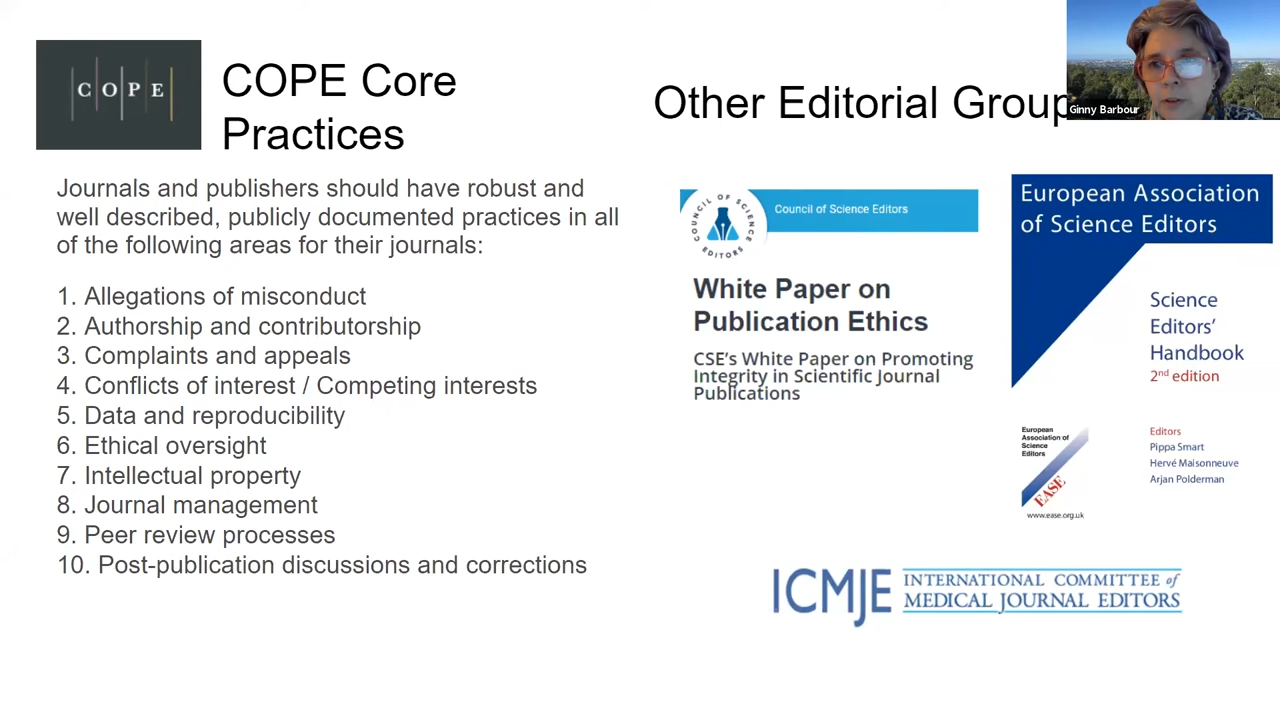 COPE
COPE Core
Practices
Journals and publishers should have robust and
well described, publicly documented practices in all
of the following areas for their journals:
1. Allegations of misconduct
2. Authorship and contributorship
3. Complaints and appeals
4. Conflicts of interest / Competing interests
5. Data and reproducibility
6. Ethical oversight
7. Intellectual property
8. Journal management
9. Peer review processes
10. Post-publication discussions and corrections
Other Editorial Group
Ginny Barbour
COUNCIL OF SCIENCE EDITORS
Council of Science Editors
White Paper on
Publication Ethics
CSE's White Paper on Promoting
Integrity in Scientific Journal
Publications
European Association
of Science Editors
Science
Editors'
Handbook
2nd edition
European
Association of
Science
Editors
EASE
www.ease.org.uk
Editors
Pippa Smart
Hervé Maisonneuve
Arjan Polderman
ICMJE
INTERNATIONAL COMMITTEE of
MEDICAL JOURNAL EDITORS